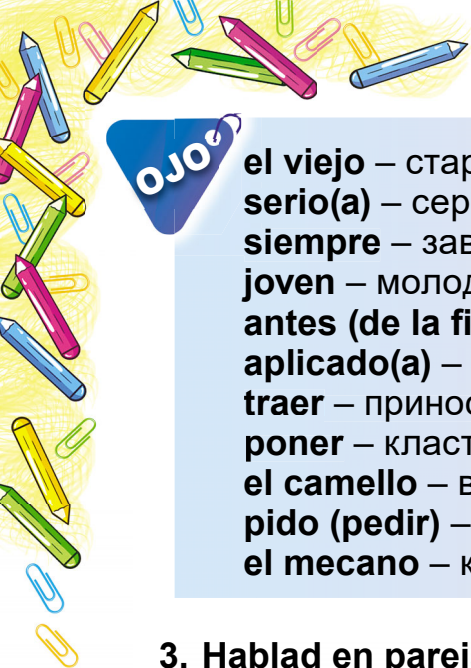 OJO
el viejo – стар
serio(a) – сер
siempre – зав
joven – молод
antes (de la fi
aplicado(a) –
traer – принос
poner – класт
el camello – в
pido (pedir) –
el mecano – к
3. Hablad en parej